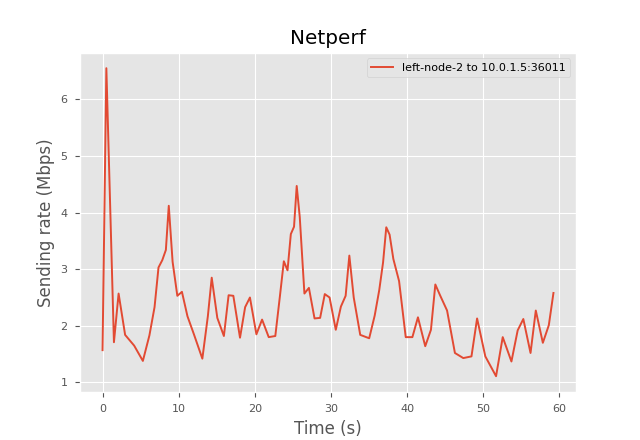 Netperf
left-node-2 to 10.0.1.5:36011
Sending rate (Mbps)
6
5
4
3
2
1
0 10 20 30 40 50 60
Time (s)